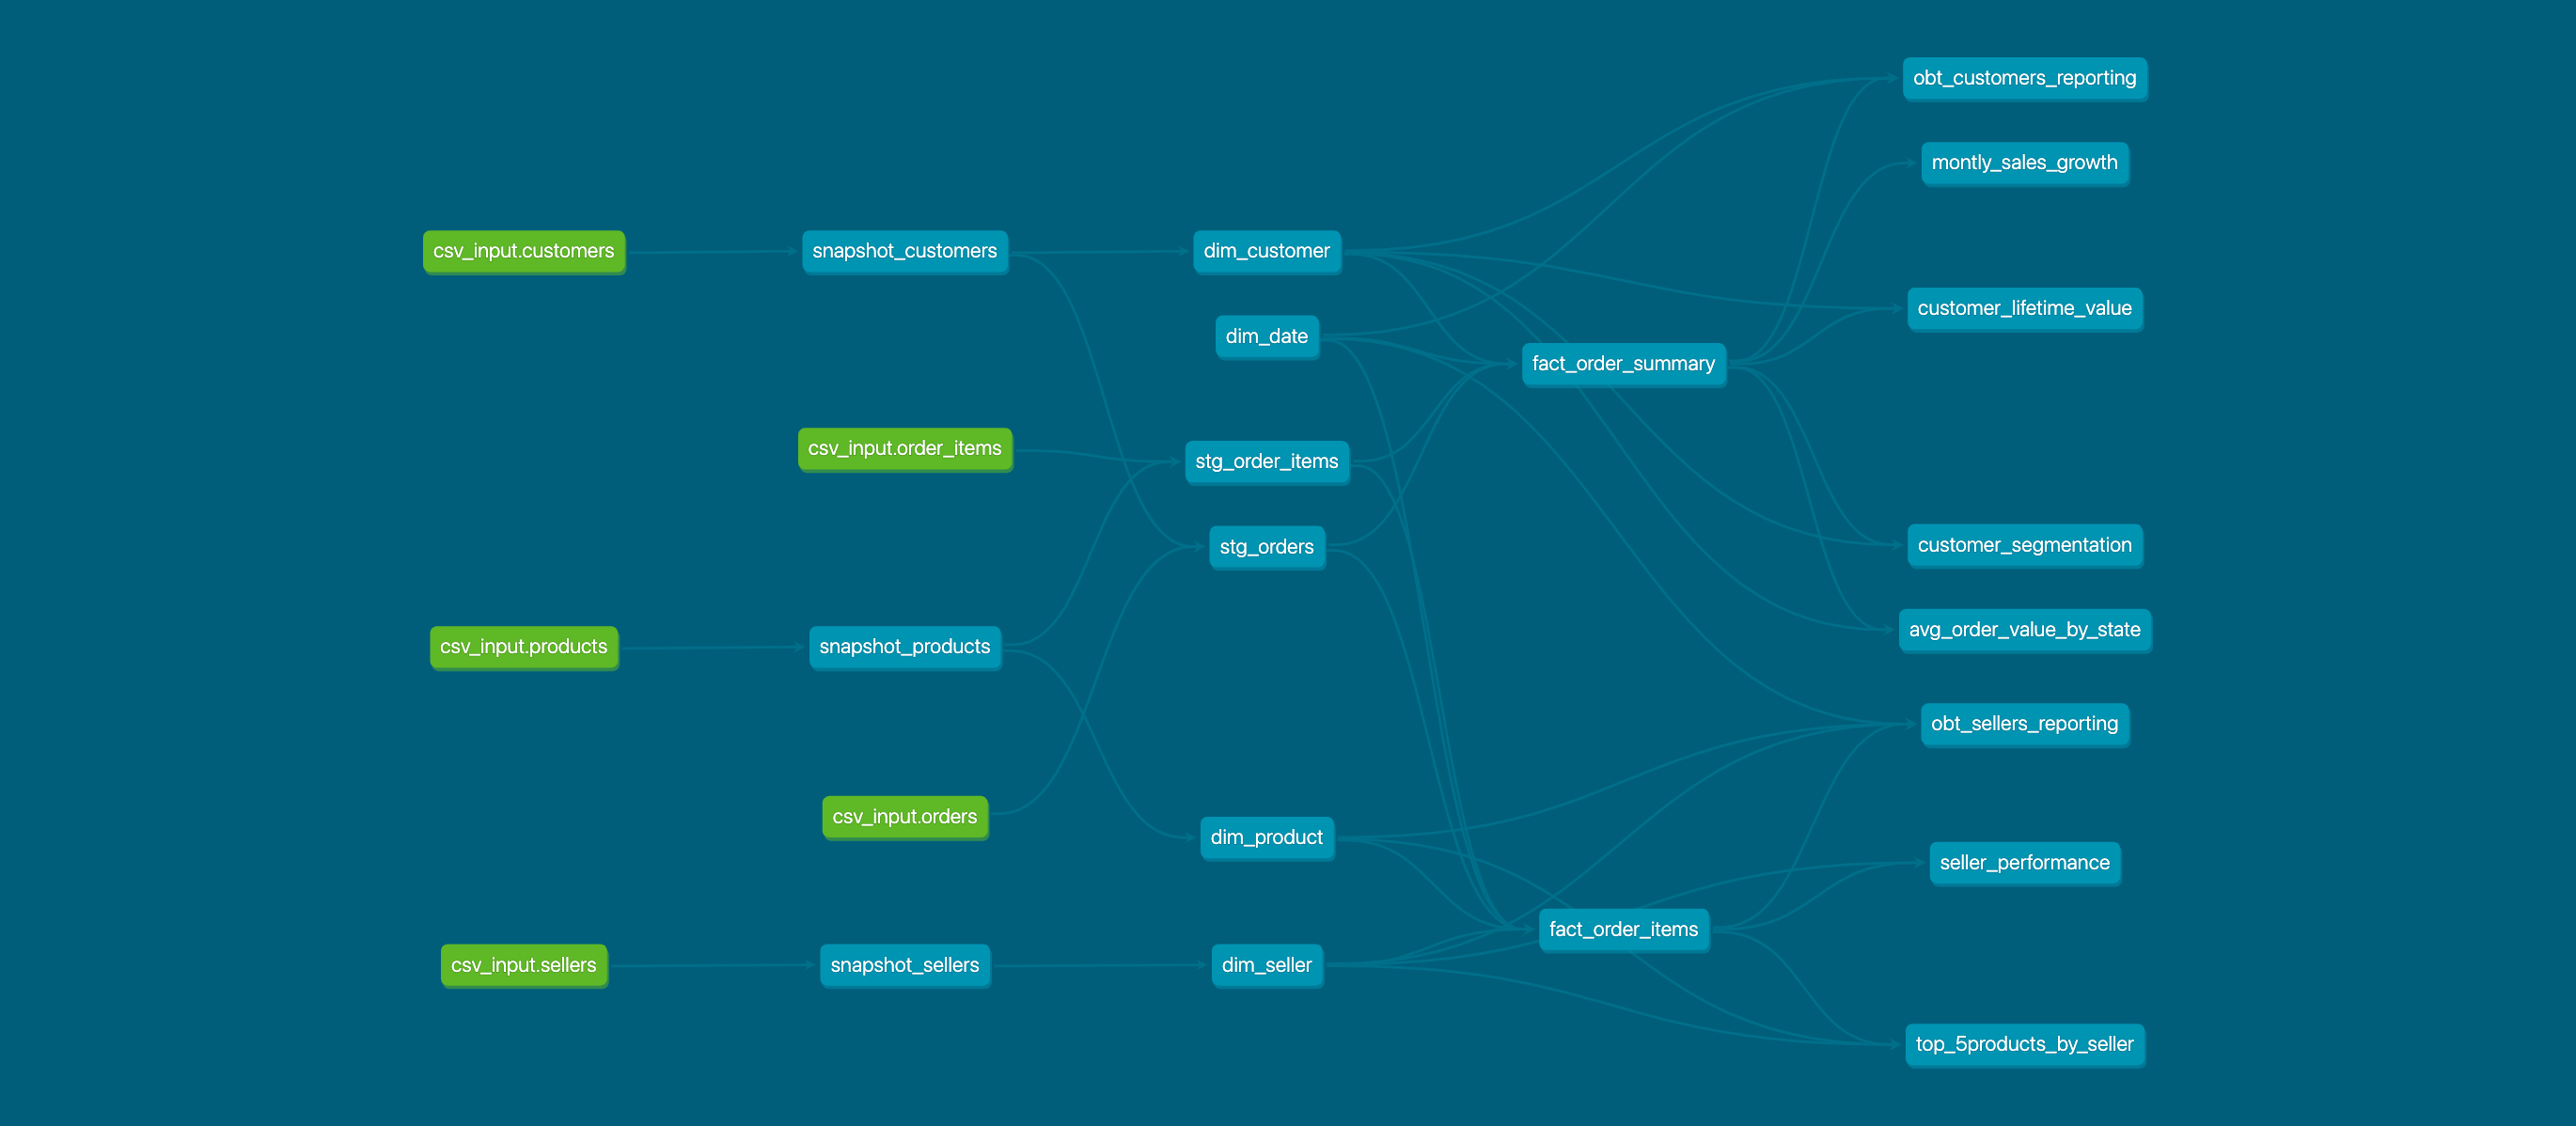 csv_input.customers
csv_input.products
csv_input.sellers
snapshot_customers
csv_input.order_items
snapshot_products
csv_input.orders
snapshot_sellers
dim_customer
dim_date
stg_order_items
stg_orders
dim_product
dim_seller
fact_order_summary
fact_order_items
obt_customers_reporting
montly_sales_growth
customer_lifetime_value
customer_segmentation
avg_order_value_by_state
obt_sellers_reporting
seller_performance
top_5products_by_seller